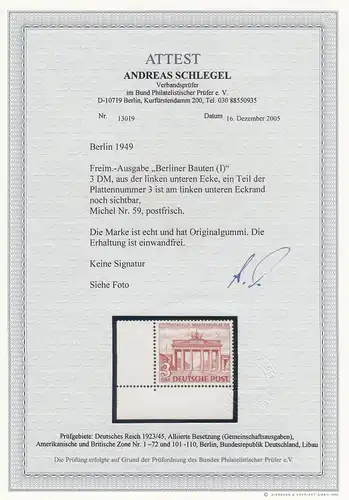 ATTEST
ANDREAS SCHLEGEL
Verbandsprüfer
im Bund Philatelistischer Prüfer e. V.
D-10719 Berlin, Kurfürstendamm 200, Tel. 030 88550935
Nr. 13019 Datum 16. Dezember 2005
Berlin 1949
Freim.-Ausgabe „Berliner Bauten (I)“
3 DM, aus der linken unteren Ecke, ein Teil der
Plattennummer 3 ist am linken unteren Eckrand
noch sichtbar,
Michel Nr. 59, postfrisch.
Die Marke ist echt und hat Originalgummi. Die
Erhaltung ist einwandfrei.
Keine Signatur
Siehe Foto
3
DEUTSCHE POST
Prüfgebiete: Deutsches Reich 1923/45, Alliierte Besetzung (Gemeinschaftsausgaben),
Amerikanische und Britische Zone Nr. 1 -72 und 101 -110, Berlin, Bundesrepublik Deutschland, Libau
Die Prüfung erfolgte auf Grund der Prüfordnung des Bundes Philatelistischer Prüfer e.V.